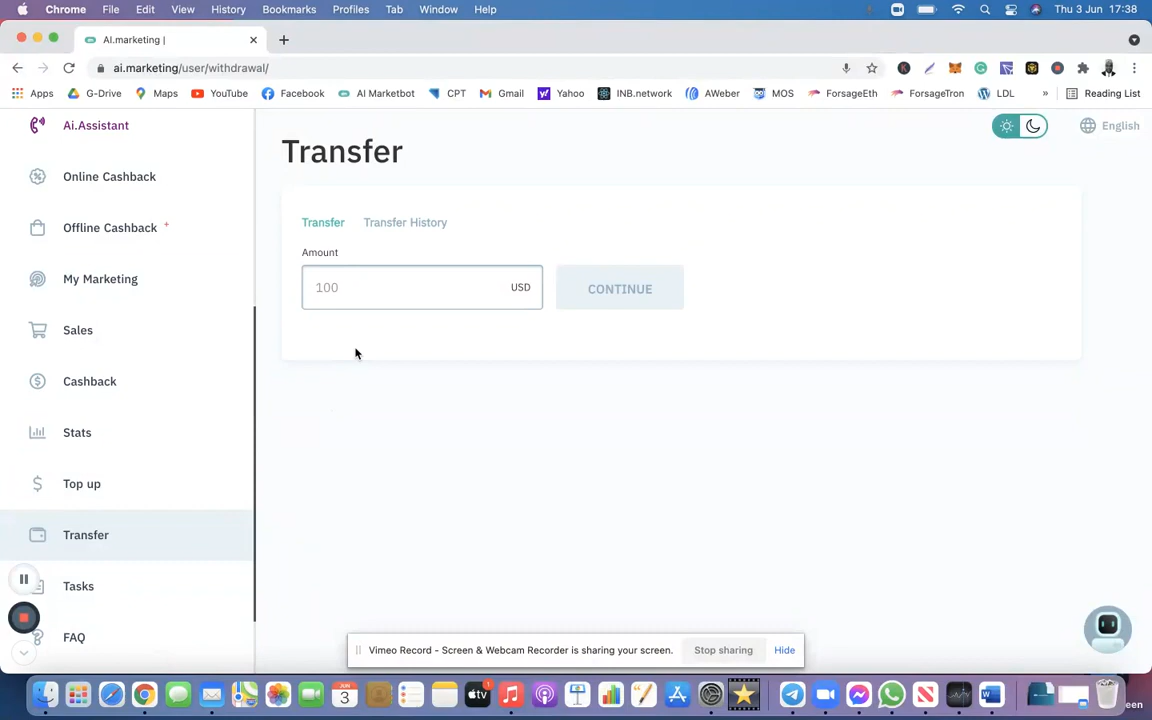 Chrome File Edit View History Bookmarks Profiles Tab Window Help Thu 3 Jun 17:38
AI.marketing |
ai.marketing/user/withdrawal/
Apps G-Drive Maps YouTube Facebook AI Marketbot CPT Gmail Yahoo INB.network AWeber MOS ForsageEth ForsageTron LDL » Reading List
Ai.Assistant
English
Transfer
Online Cashback
Offline Cashback +
My Marketing
Sales
Cashback
Stats
Top up
Transfer
Tasks
FAQ
Transfer Transfer History
Amount
100 USD CONTINUE
Vimeo Record - Screen & Webcam Recorder is sharing your screen. Stop sharing Hide
JUN
3
tv
1